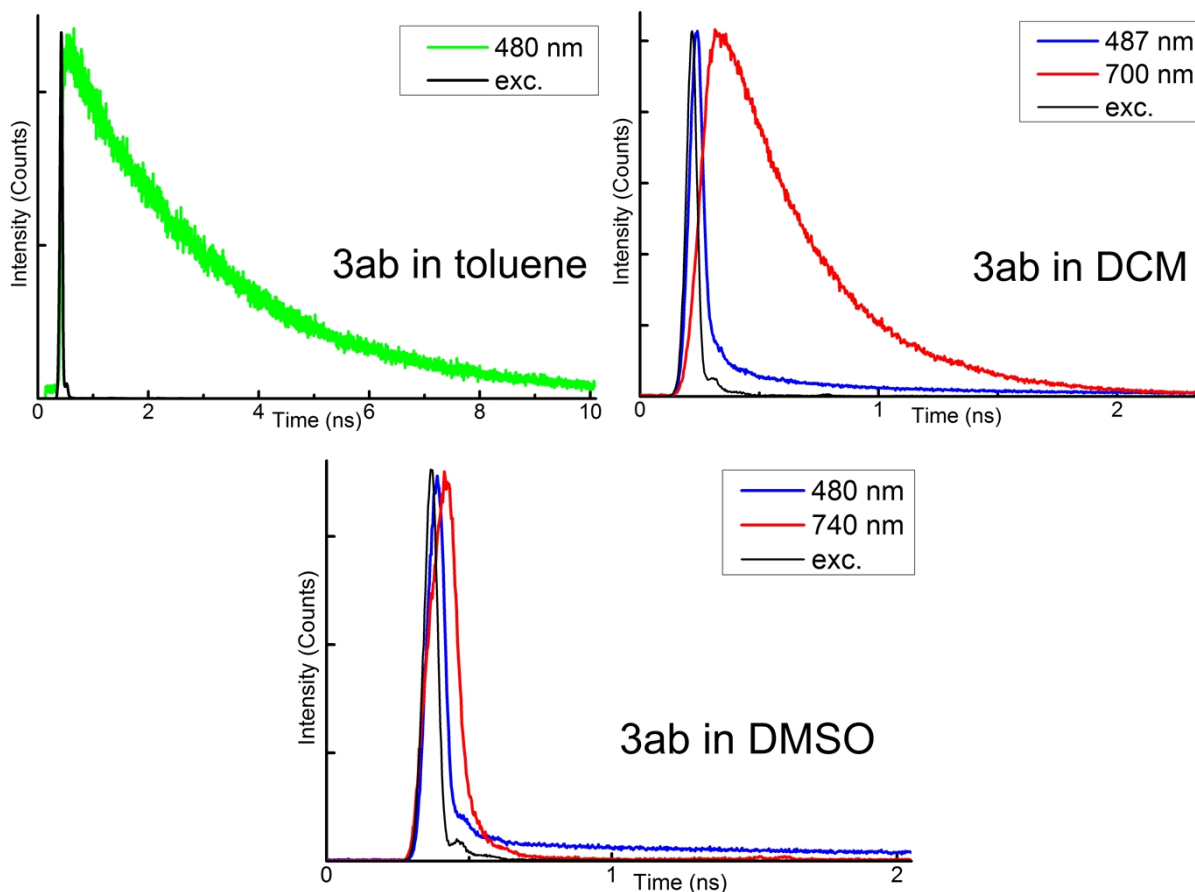 480 nm
exc.
3ab in toluene
Intensity (Counts)
0
2
4
6
8
10
Time (ns)
487 nm
700 nm
exc.
3ab in DCM
Intensity (Counts)
0
1
2
Time (ns)
480 nm
740 nm
exc.
3ab in DMSO
Intensity (Counts)
0
1
2
Time (ns)